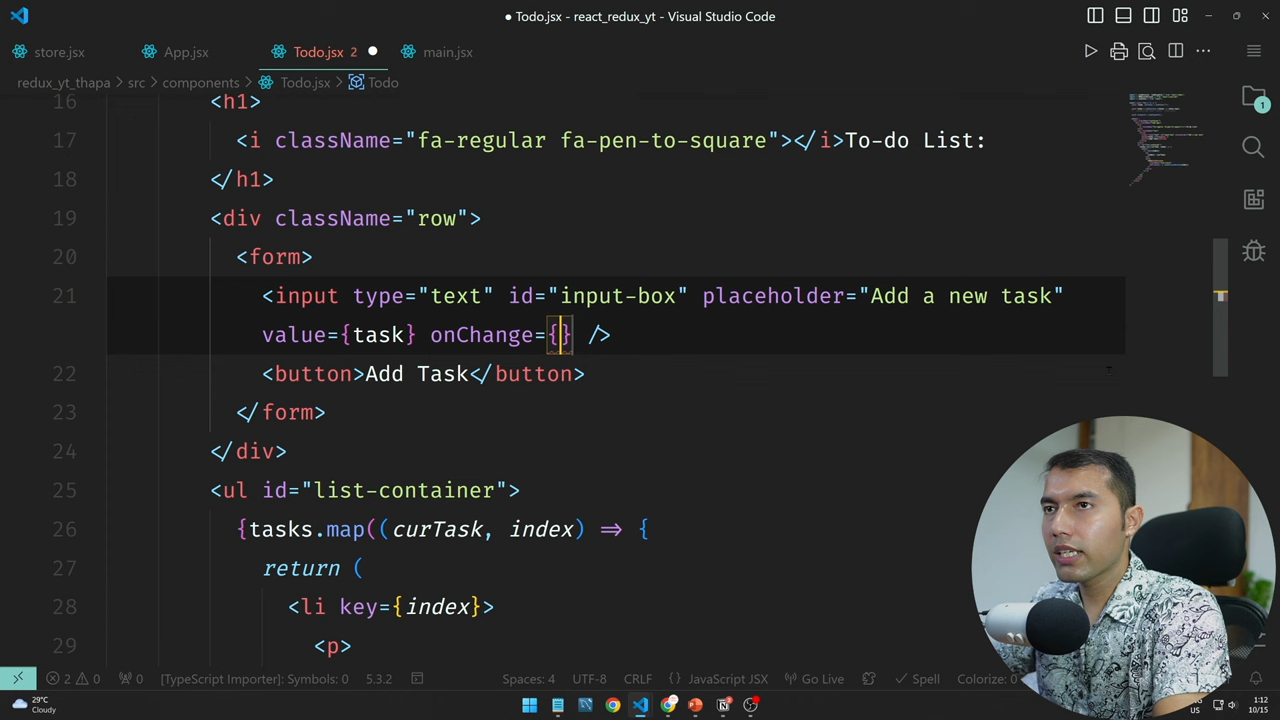 ● Todo.jsx - react_redux_yt - Visual Studio Code
store.jsx App.jsx Todo.jsx 2 main.jsx
redux_yt_thapa > src > components > Todo.jsx > Todo
16 <h1>
17 <i className="fa-regular fa-pen-to-square"></i>To-do List:
18 </h1>
19 <div className="row">
20 <form>
21 <input type="text" id="input-box" placeholder="Add a new task"
value={task} onChange={} />
22 <button>Add Task</button>
23 </form>
24 </div>
25 <ul id="list-container">
26 {tasks.map((curTask, index) => {
27 return (
28 <li key={index}>
29 <p>
1
2 0 0 [TypeScript Importer]: Symbols: 0 5.3.2 Spaces: 4 UTF-8 CRLF {} JavaScript JSX Go Live Spell Colorize: 0
29°C
Cloudy
US
1:12
10/15